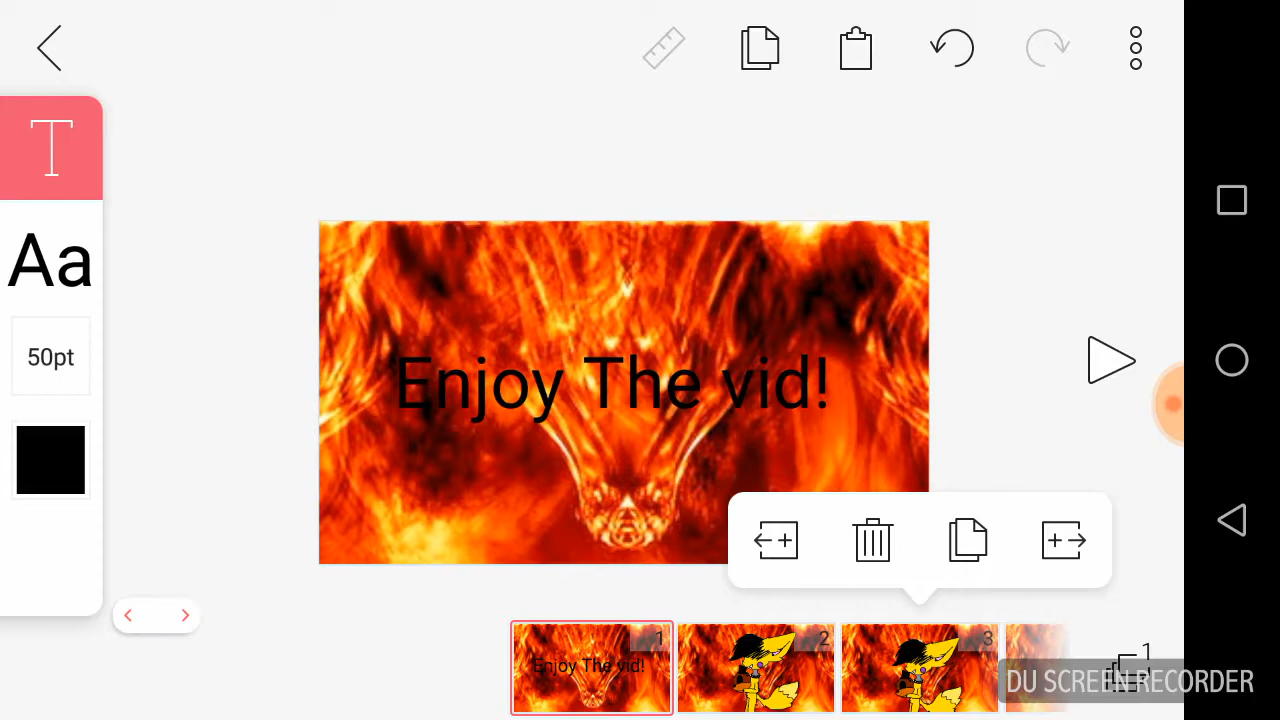 T
Aa
50pt
Enjoy The vid!
1
Enjoy The vid!
2
3
1
DU SCREEN RECORDER